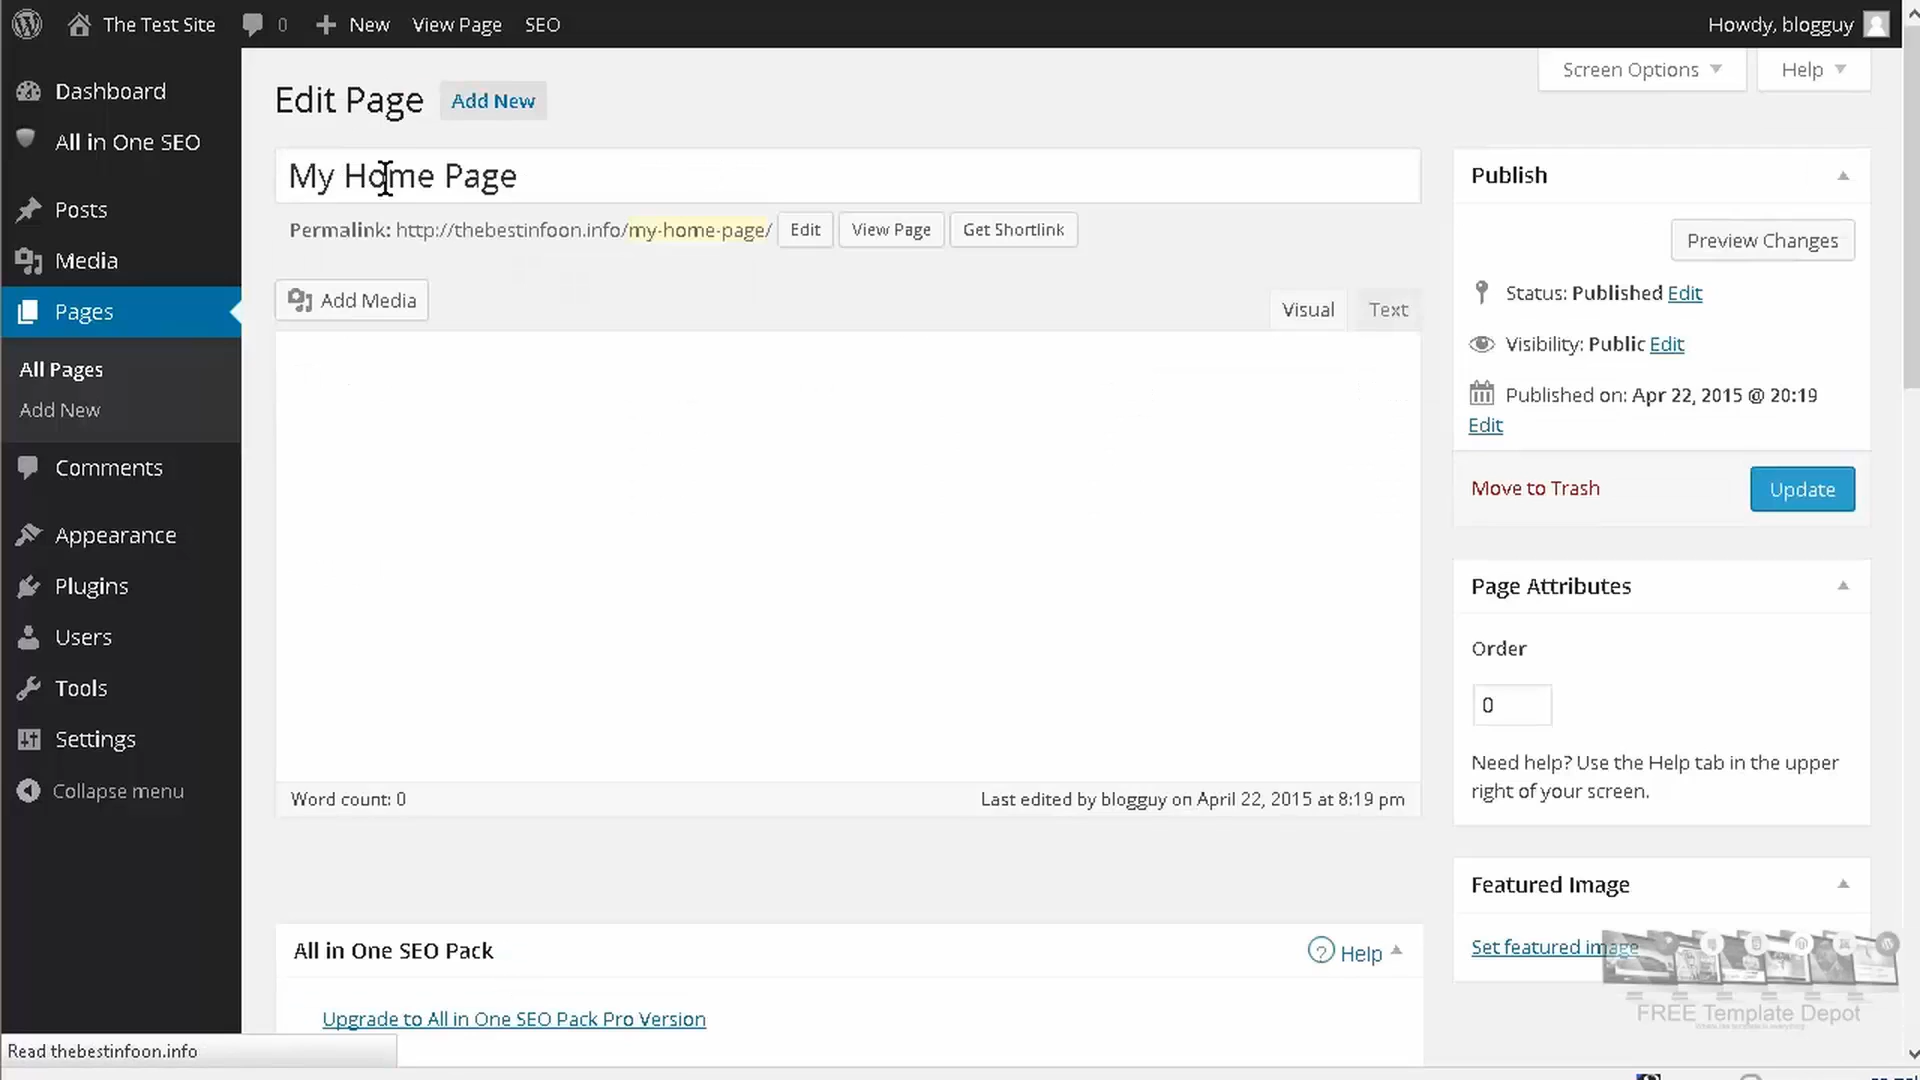 The Test Site 0 New View Page SEO Howdy, blogguy
Screen Options Help
Dashboard
All in One SEO
Posts
Media
Pages
All Pages
Add New
Comments
Appearance
Plugins
Users
Tools
Settings
Collapse menu
Edit Page Add New
My Home Page
Permalink: http://thebestinfoon.info/my-home-page/ Edit View Page Get Shortlink
Add Media
Visual Text
Word count: 0 Last edited by blogguy on April 22, 2015 at 8:19 pm
All in One SEO Pack
? Help
Upgrade to All in One SEO Pack Pro Version
Publish
Preview Changes
Status: Published Edit
Visibility: Public Edit
Published on: Apr 22, 2015 @ 20:19
Edit
Move to Trash Update
Page Attributes
Order
0
Need help? Use the Help tab in the upper
right of your screen.
Featured Image
Set featured image
FREE Template Depot
Read thebestinfoon.info